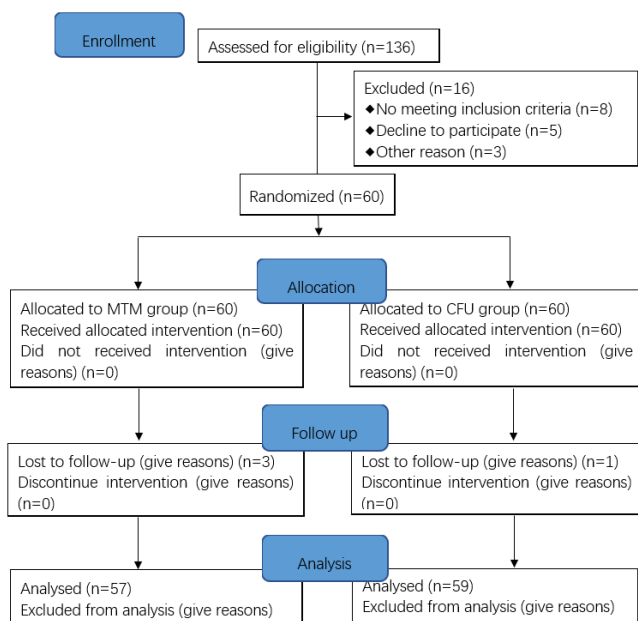 Enrollment
Assessed for eligibility (n=136)
Excluded (n=16)
◆No meeting inclusion criteria (n=8)
◆Decline to participate (n=5)
◆Other reason (n=3)
Randomized (n=60)
Allocation
Allocated to MTM group (n=60)
Received allocated intervention (n=60)
Did not received intervention (give
reasons) (n=0)
Allocated to CFU group (n=60)
Received allocated intervention (n=60)
Did not received intervention (give
reasons) (n=0)
Follow up
Lost to follow-up (give reasons) (n=3)
Discontinue intervention (give reasons)
(n=0)
Lost to follow-up (give reasons) (n=1)
Discontinue intervention (give reasons)
(n=0)
Analysis
Analysed (n=57)
Excluded from analysis (give reasons)
Analysed (n=59)
Excluded from analysis (give reasons)